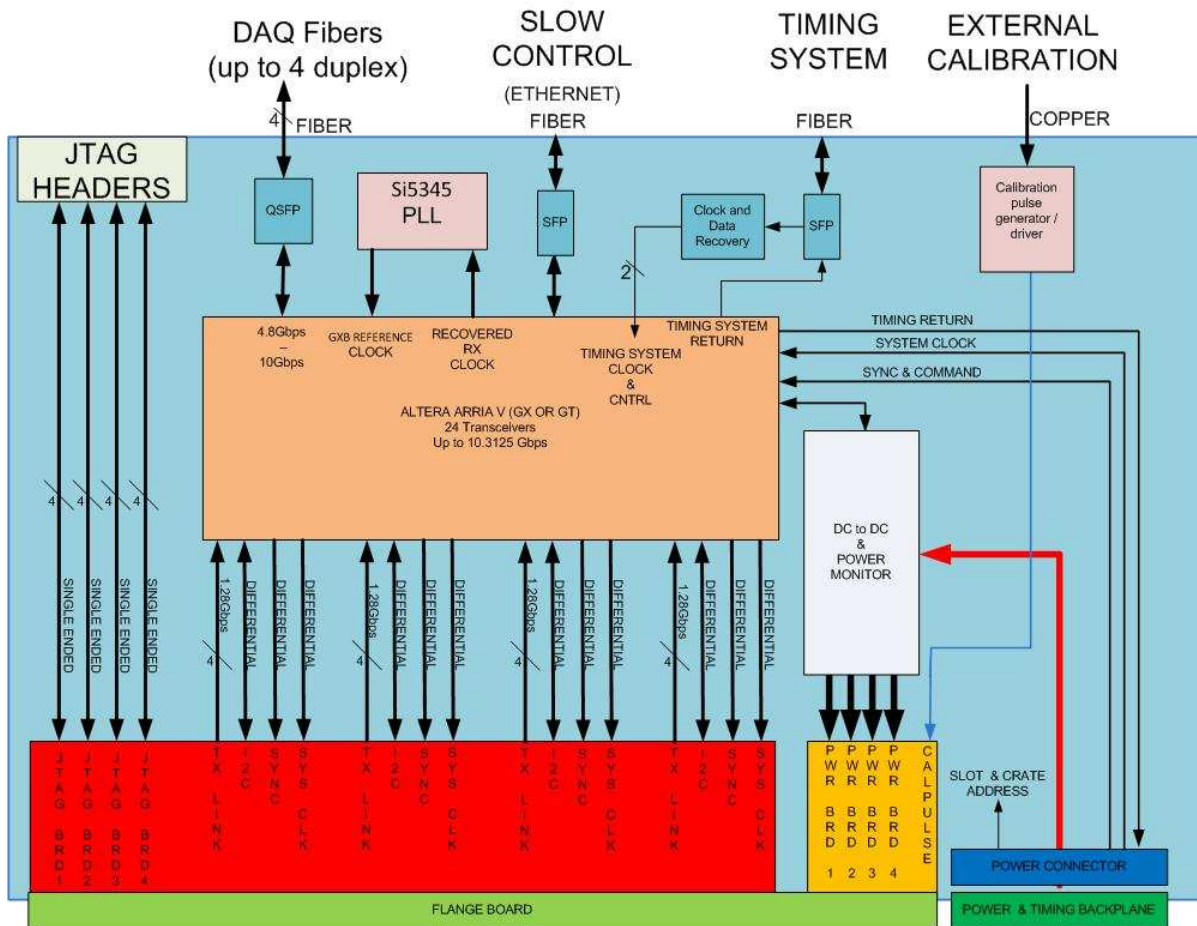 DAQ Fibers
(up to 4 duplex)
SLOW
CONTROL
(ETHERNET)
FIBER
TIMING
SYSTEM
FIBER
EXTERNAL
CALIBRATION
COPPER
4
FIBER
JTAG
HEADERS
QSFP
Si5345
PLL
SFP
Clock and
Data
Recovery
SFP
Calibration
pulse
generator /
driver
2
4.8Gbps
–
10Gbps
GXB REFERENCE
CLOCK
RECOVERED
RX
CLOCK
TIMING SYSTEM
CLOCK
&
CNTRL
TIMING SYSTEM
RETURN
TIMING RETURN
SYSTEM CLOCK
SYNC & COMMAND
ALTERA ARRIA V (GX OR GT)
24 Transceivers
Up to 10.3125 Gbps
DC to DC
&
POWER
MONITOR
4
4
4
4
SINGLE ENDED
SINGLE ENDED
SINGLE ENDED
SINGLE ENDED
1.28Gbps
4
DIFFERENTIAL
DIFFERENTIAL
DIFFERENTIAL
1.28Gbps
4
DIFFERENTIAL
DIFFERENTIAL
DIFFERENTIAL
1.28Gbps
4
DIFFERENTIAL
DIFFERENTIAL
DIFFERENTIAL
1.28Gbps
4
DIFFERENTIAL
DIFFERENTIAL
DIFFERENTIAL
JTAG BRD1
JTAG BRD2
JTAG BRD3
JTAG BRD4
TX LINK
I2C
SYNC
SYS CLK
TX LINK
I2C
SYNC
SYS CLK
TX LINK
I2C
SYNC
SYS CLK
TX LINK
I2C
SYNC
SYS CLK
PWR BRD 1
PWR BRD 2
PWR BRD 3
PWR BRD 4
CALPULSE
SLOT & CRATE
ADDRESS
POWER CONNECTOR
FLANGE BOARD
POWER & TIMING BACKPLANE